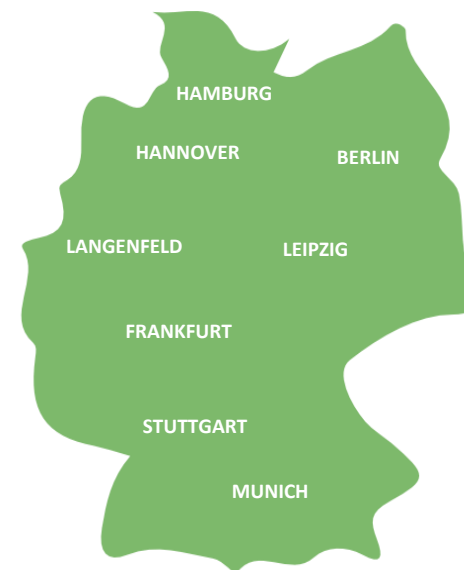 HAMBURG
HANNOVER
BERLIN
LANGENFELD
LEIPZIG
FRANKFURT
STUTTGART
MUNICH